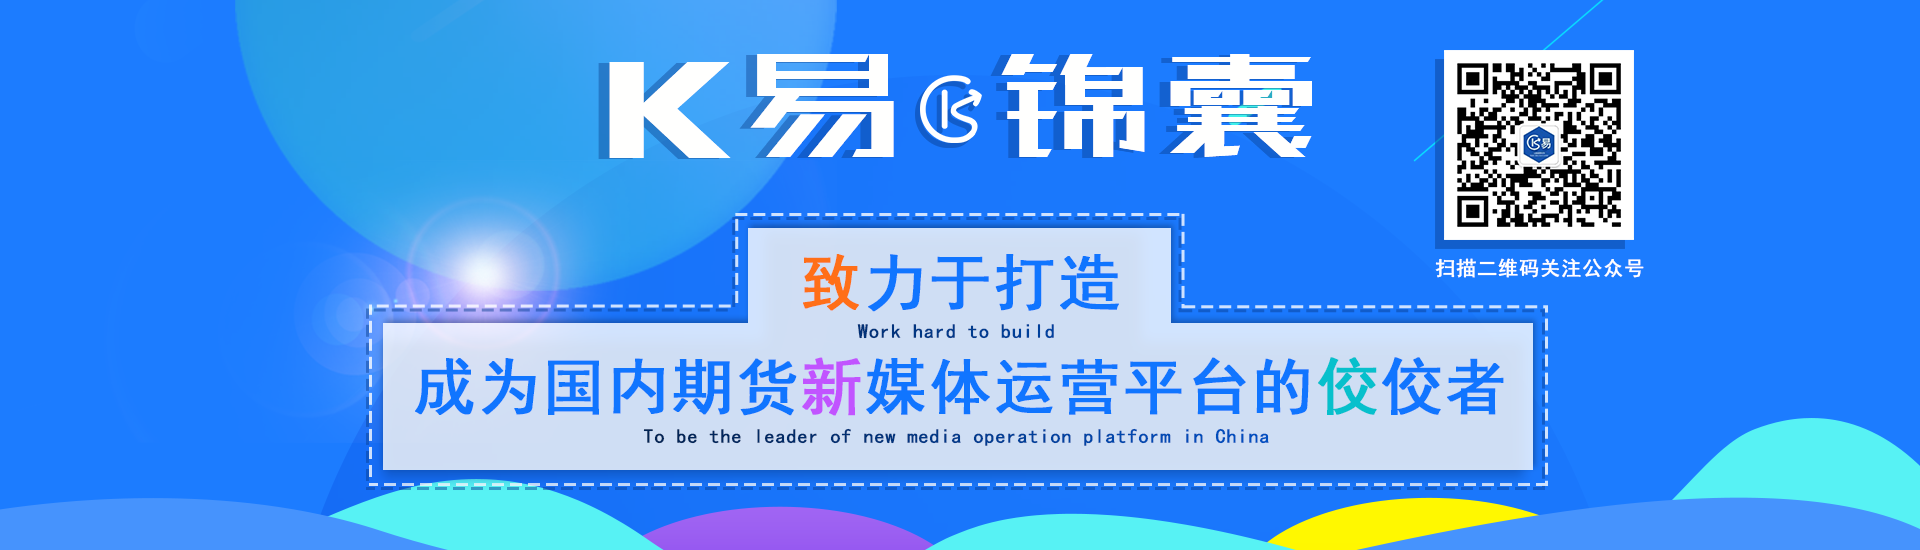 K易锦囊
扫描二维码关注公众号
致力于打造
Work hard to build
成为国内期货新媒体运营平台的佼佼者
To be the leader of new media operation platform in China